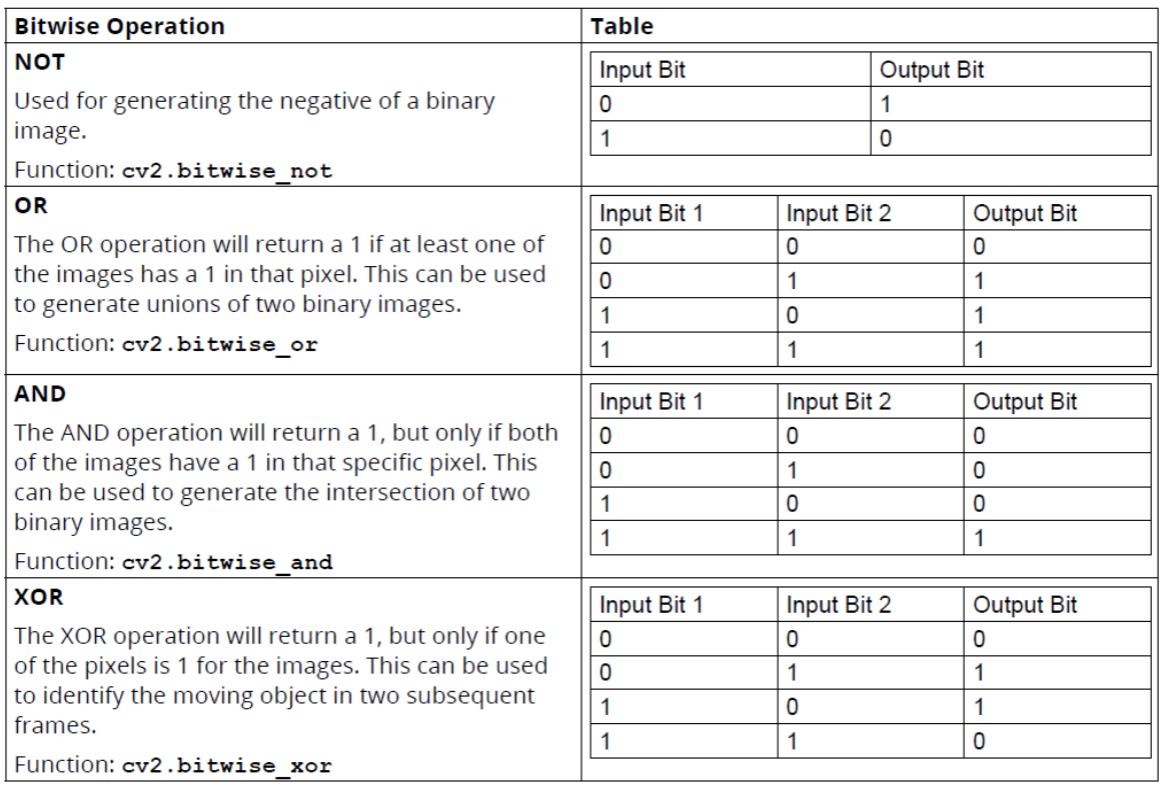 Bitwise Operation Table
NOT
Used for generating the negative of a binary
image.
Function: cv2.bitwise_not
Input Bit Output Bit
0 1
1 0
OR
The OR operation will return a 1 if at least one of
the images has a 1 in that pixel. This can be used
to generate unions of two binary images.
Function: cv2.bitwise_or
Input Bit 1 Input Bit 2 Output Bit
0 0 0
0 1 1
1 0 1
1 1 1
AND
The AND operation will return a 1, but only if both
of the images have a 1 in that specific pixel. This
can be used to generate the intersection of two
binary images.
Function: cv2.bitwise_and
Input Bit 1 Input Bit 2 Output Bit
0 0 0
0 1 0
1 0 0
1 1 1
XOR
The XOR operation will return a 1, but only if one
of the pixels is 1 for the images. This can be used
to identify the moving object in two subsequent
frames.
Function: cv2.bitwise_xor
Input Bit 1 Input Bit 2 Output Bit
0 0 0
0 1 1
1 0 1
1 1 0